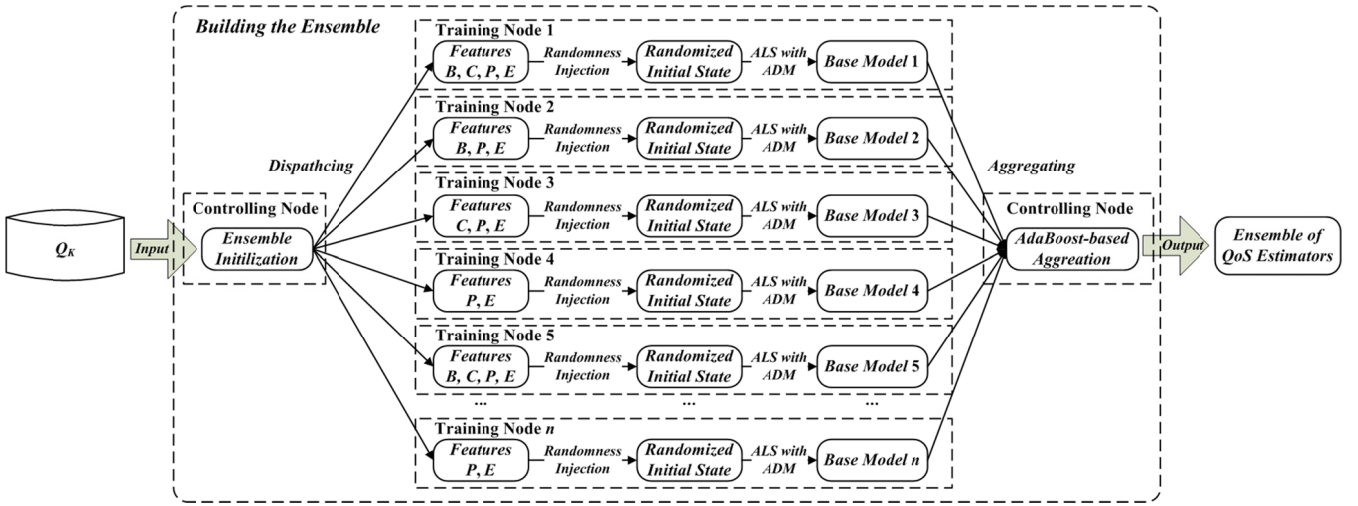 Building the Ensemble
Training Node 1
Features
B, C, P, E
Randomness
Injection
Randomized
Initial State
ALS with
ADM
Base Model 1
Training Node 2
Features
B, P, E
Randomness
Injection
Randomized
Initial State
ALS with
ADM
Base Model 2
Dispathcing
Aggregating
Training Node 3
Features
C, P, E
Randomness
Injection
Randomized
Initial State
ALS with
ADM
Base Model 3
Controlling Node
Controlling Node
QK
Input
Ensemble
Initilization
AdaBoost-based
Aggreation
Output
Ensemble of
QoS Estimators
Training Node 4
Features
P, E
Randomness
Injection
Randomized
Initial State
ALS with
ADM
Base Model 4
Training Node 5
Features
B, C, P, E
Randomness
Injection
Randomized
Initial State
ALS with
ADM
Base Model 5
...
...
...
Training Node n
Features
P, E
Randomness
Injection
Randomized
Initial State
ALS with
ADM
Base Model n